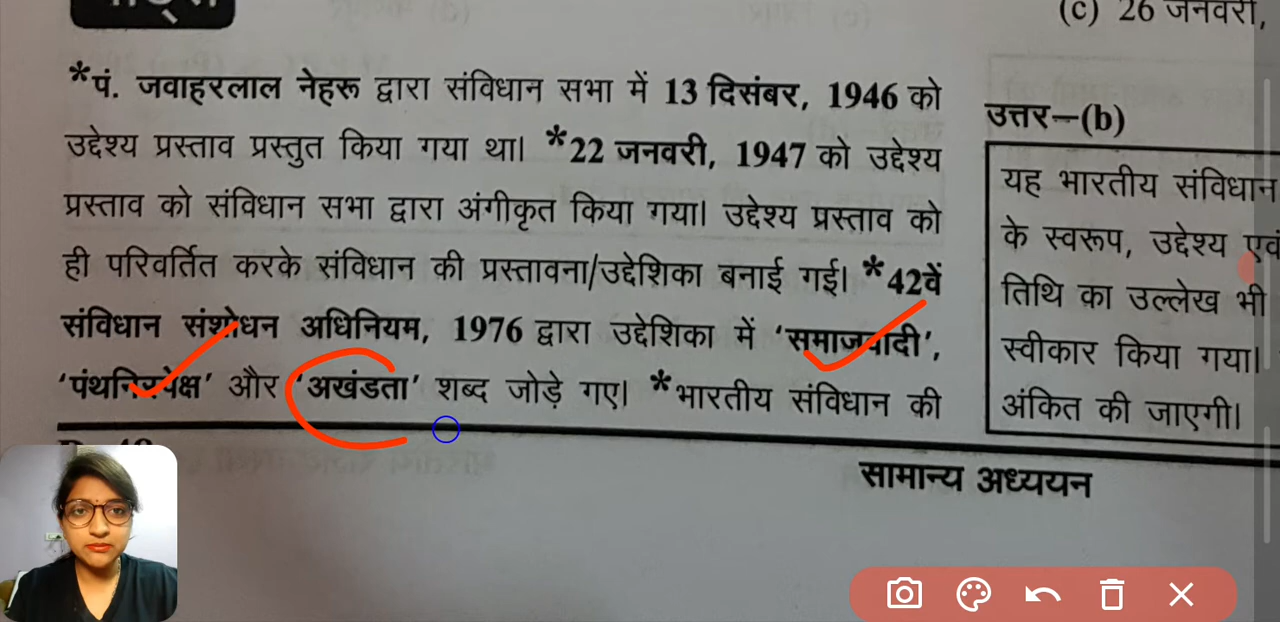 (c) 26 जनवरी,
*पं. जवाहरलाल नेहरू द्वारा संविधान सभा में 13 दिसंबर, 1946 को
उद्देश्य प्रस्ताव प्रस्तुत किया गया था। *22 जनवरी, 1947 को उद्देश्य
प्रस्ताव को संविधान सभा द्वारा अंगीकृत किया गया। उद्देश्य प्रस्ताव को
ही परिवर्तित करके संविधान की प्रस्तावना/उद्देशिका बनाई गई। *42वें
संविधान संशोधन अधिनियम, 1976 द्वारा उद्देशिका में ‘समाजवादी’,
‘पंथनिरपेक्ष’ और ‘अखंडता’ शब्द जोड़े गए। *भारतीय संविधान की
उत्तर–(b)
यह भारतीय संविधान
के स्वरूप, उद्देश्य एवं
तिथि का उल्लेख भी
स्वीकार किया गया।
अंकित की जाएगी।
सामान्य अध्ययन